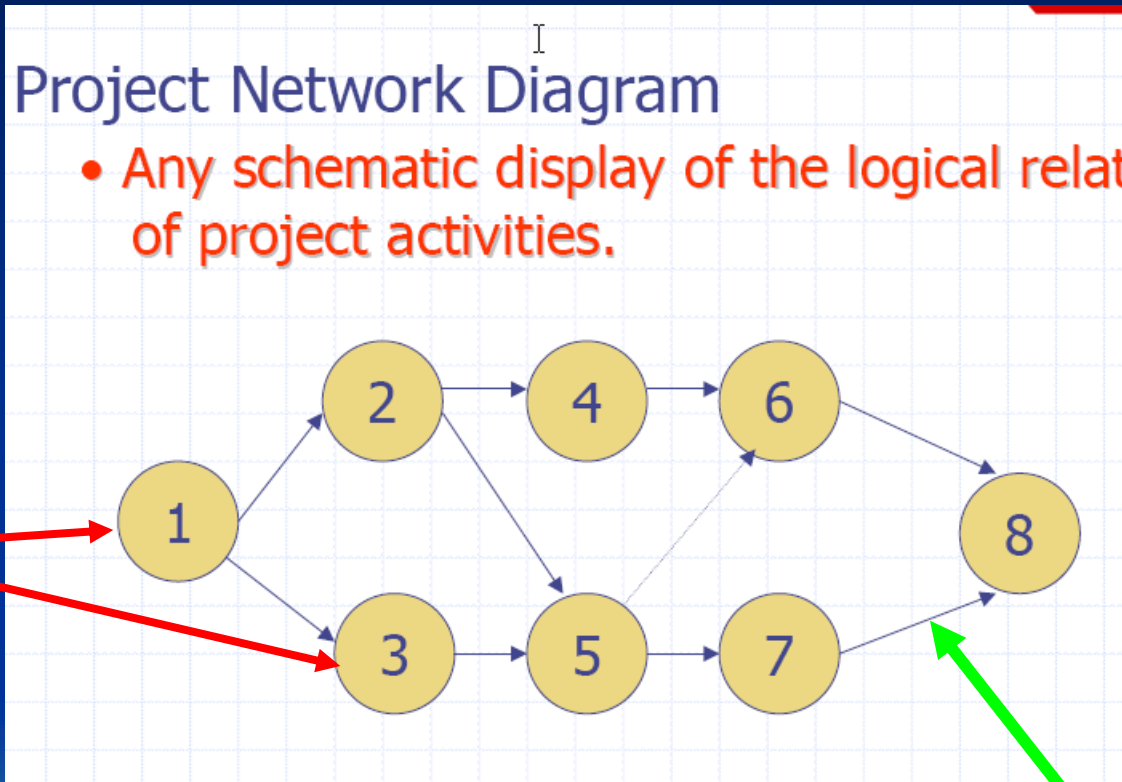 Project Network Diagram
• Any schematic display of the logical relat
of project activities.
2 4 6
1 8
3 5 7